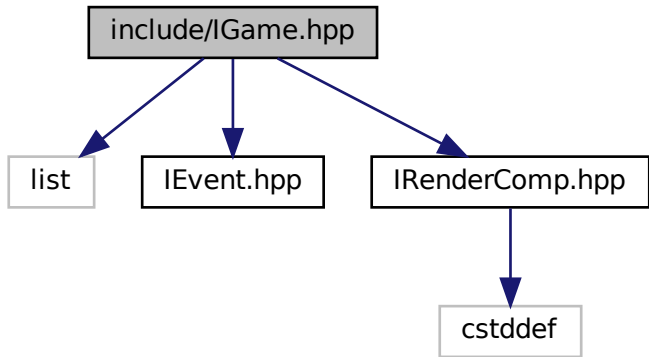 include/IGame.hpp
list
IEvent.hpp
IRenderComp.hpp
cstddef